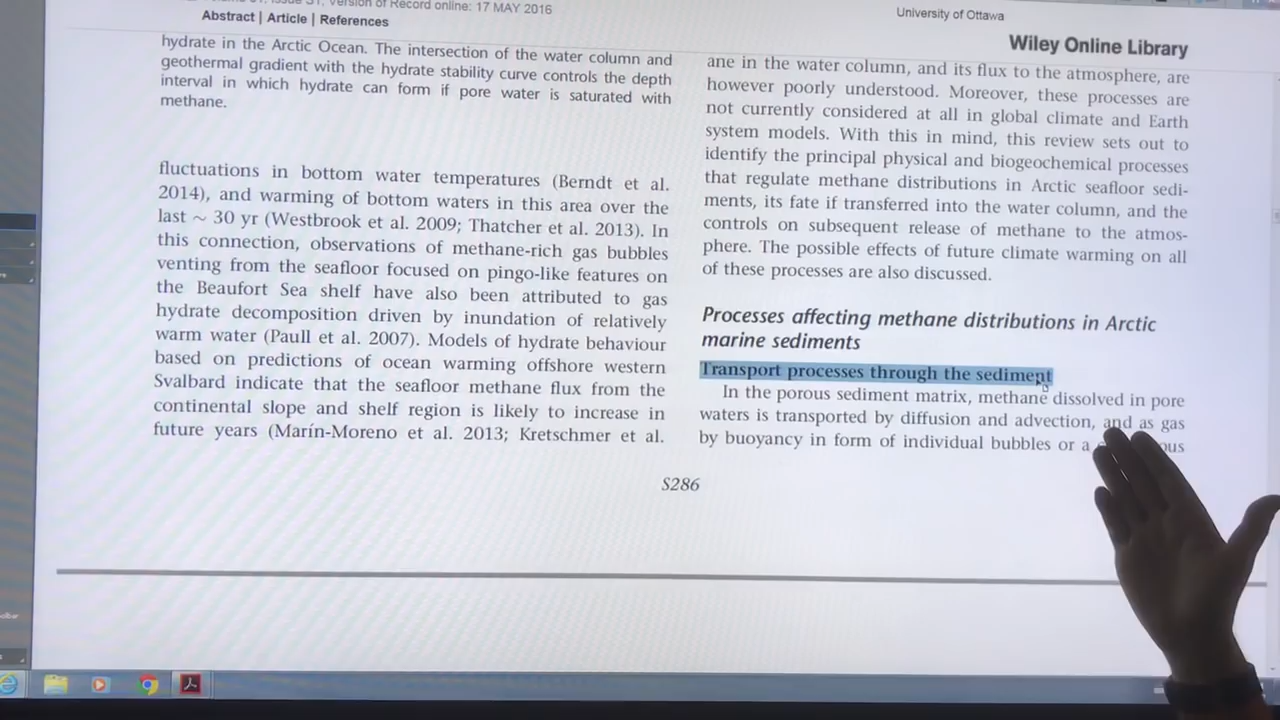 Version of Record online: 17 MAY 2016
Abstract | Article | References
University of Ottawa
Wiley Online Library
hydrate in the Arctic Ocean. The intersection of the water column and
geothermal gradient with the hydrate stability curve controls the depth
interval in which hydrate can form if pore water is saturated with
methane.
fluctuations in bottom water temperatures (Berndt et al.
2014), and warming of bottom waters in this area over the
last ~ 30 yr (Westbrook et al. 2009; Thatcher et al. 2013). In
this connection, observations of methane-rich gas bubbles
venting from the seafloor focused on pingo-like features on
the Beaufort Sea shelf have also been attributed to gas
hydrate decomposition driven by inundation of relatively
warm water (Paull et al. 2007). Models of hydrate behaviour
based on predictions of ocean warming offshore western
Svalbard indicate that the seafloor methane flux from the
continental slope and shelf region is likely to increase in
future years (Marín-Moreno et al. 2013; Kretschmer et al.
ane in the water column, and its flux to the atmosphere, are
however poorly understood. Moreover, these processes are
not currently considered at all in global climate and Earth
system models. With this in mind, this review sets out to
identify the principal physical and biogeochemical processes
that regulate methane distributions in Arctic seafloor sedi-
ments, its fate if transferred into the water column, and the
controls on subsequent release of methane to the atmos-
phere. The possible effects of future climate warming on all
of these processes are also discussed.
Processes affecting methane distributions in Arctic
marine sediments
Transport processes through the sediment
In the porous sediment matrix, methane dissolved in pore
waters is transported by diffusion and advection, and as gas
by buoyancy in form of individual bubbles or a
S286